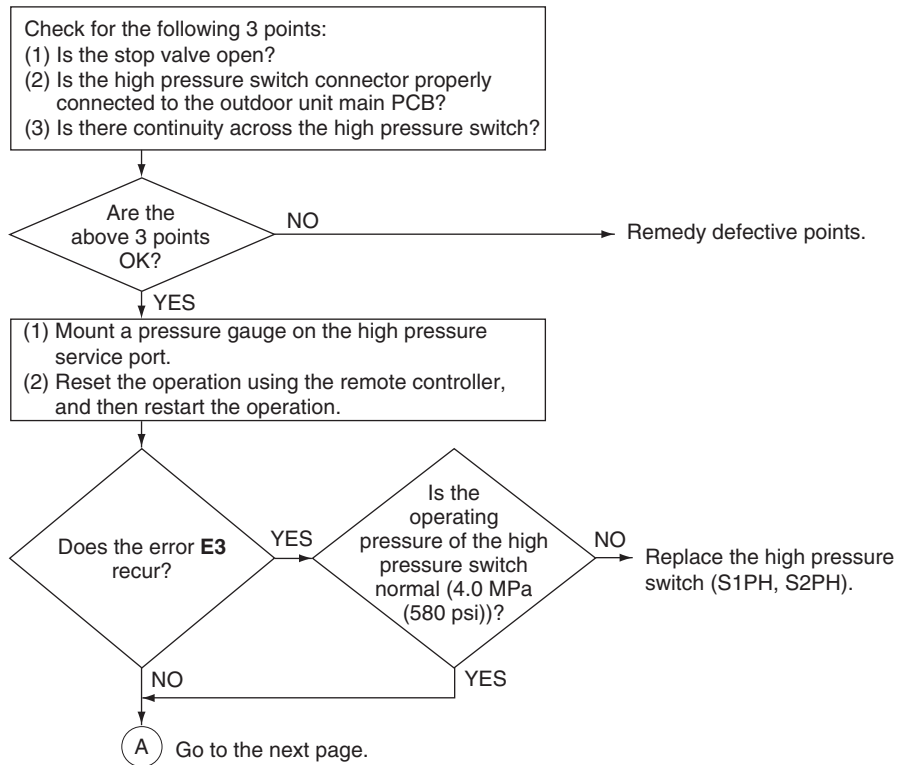 Check for the following 3 points:
(1) Is the stop valve open?
(2) Is the high pressure switch connector properly
connected to the outdoor unit main PCB?
(3) Is there continuity across the high pressure switch?
Are the
above 3 points
OK?
NO
Remedy defective points.
YES
(1) Mount a pressure gauge on the high pressure
service port.
(2) Reset the operation using the remote controller,
and then restart the operation.
Does the error E3
recur?
YES
Is the
operating
pressure of the high
pressure switch
normal (4.0 MPa
(580 psi))?
NO
Replace the high pressure
switch (S1PH, S2PH).
NO
YES
A
Go to the next page.